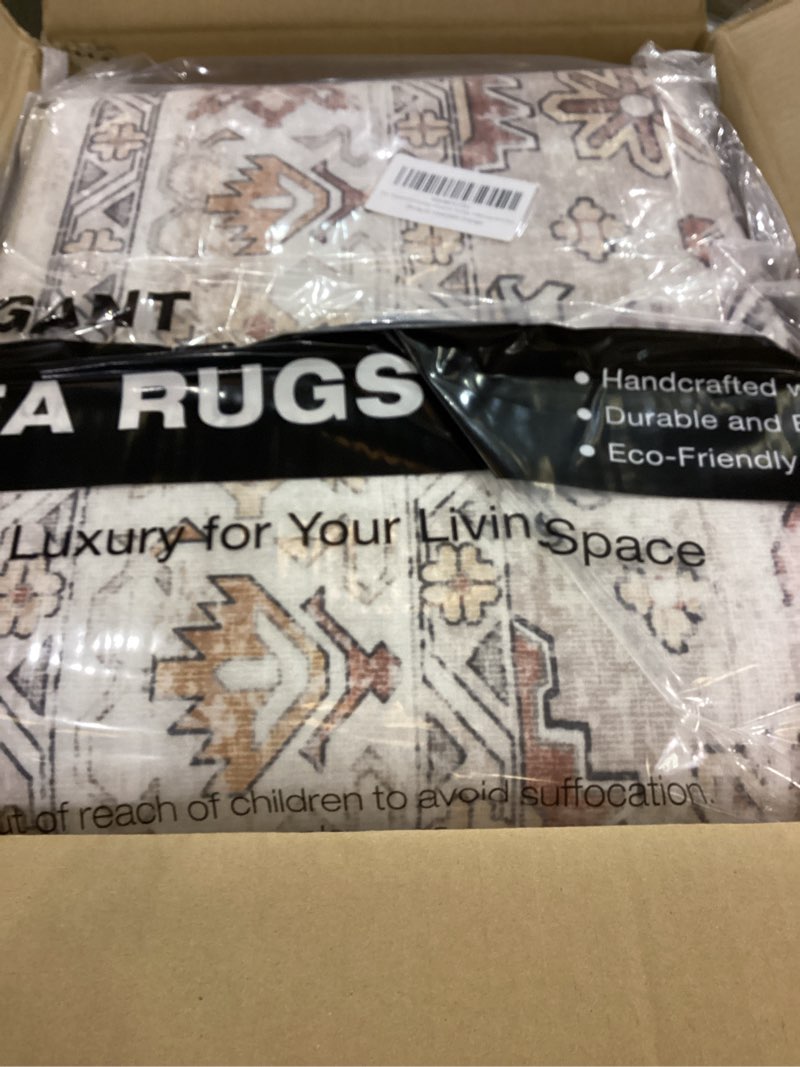 GANT
TA RUGS
• Handcrafted w
• Durable and E
• Eco-Friendly
Luxury for Your Livin Space
ut of reach of children to avoid suffocation.